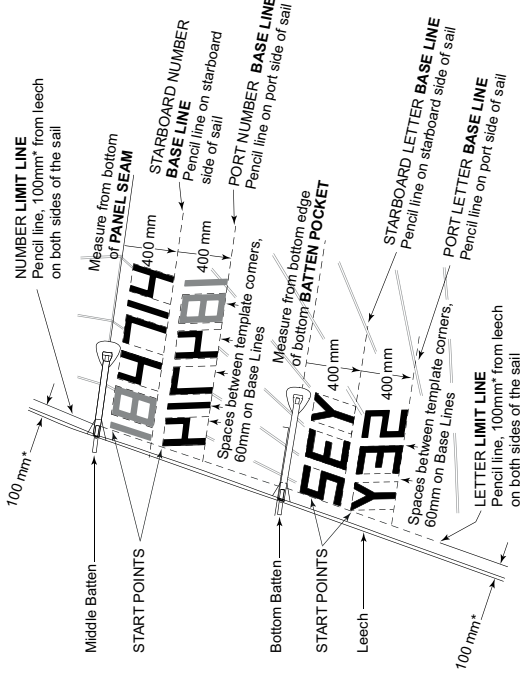 NUMBER LIMIT LINE
Pencil line, 100mm* from leech
on both sides of the sail
100 mm*
Measure from bottom
of PANEL SEAM
STARBOARD NUMBER
BASE LINE
Pencil line on starboard
side of sail
Middle Batten
184714
400 mm
PORT NUMBER BASE LINE
Pencil line on port side of sail
START POINTS
400 mm
Spaces between template corners,
60mm on Base Lines
Measure from bottom edge
of bottom BATTEN POCKET
STARBOARD LETTER BASE LINE
Pencil line on starboard side of sail
Bottom Batten
SEY
400 mm
PORT LETTER BASE LINE
Pencil line on port side of sail
START POINTS
SEY
400 mm
Leech
Spaces between template corners,
60mm on Base Lines
LETTER LIMIT LINE
Pencil line, 100mm* from leech
on both sides of the sail
100 mm*